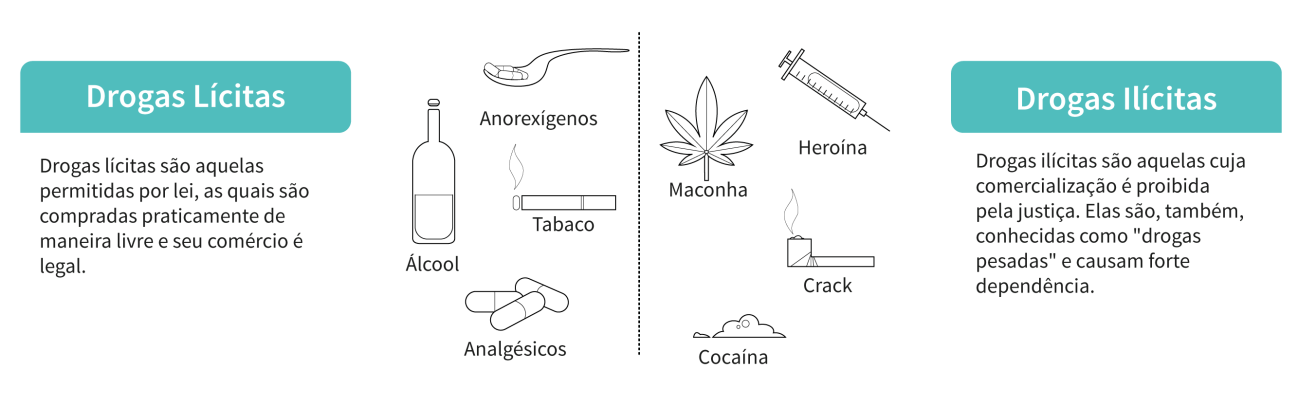 Drogas Lícitas
Drogas lícitas são aquelas
permitidas por lei, as quais são
compradas praticamente de
maneira livre e seu comércio é
legal.
Anorexígenos
Tabaco
Álcool
Analgésicos
Heroína
Maconha
Crack
Cocaína
Drogas Ilícitas
Drogas ilícitas são aquelas cuja
comercialização é proibida
pela justiça. Elas são, também,
conhecidas como "drogas
pesadas" e causam forte
dependência.